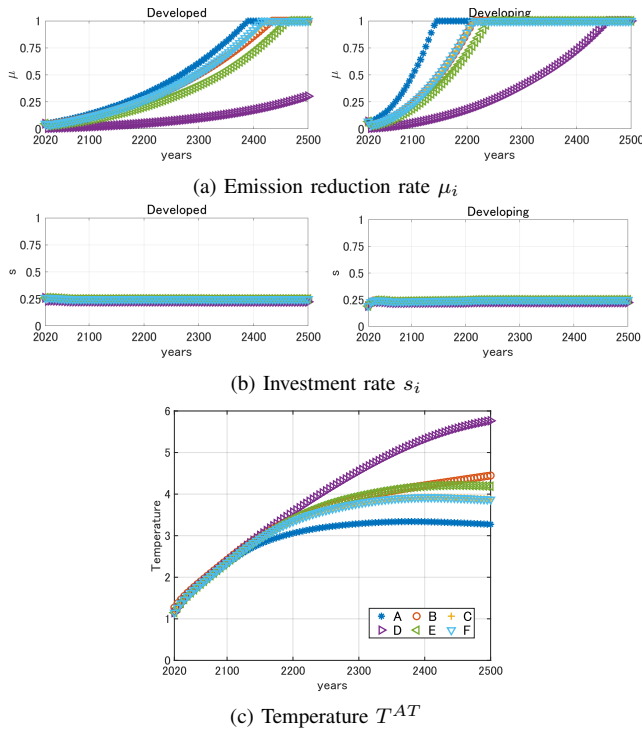 Developed
Developing
1
0.75
0.5
0.25
0
μ
2020 2100 2200 2300 2400 2500
years
1
0.75
0.5
0.25
0
μ
2020 2100 2200 2300 2400 2500
years
(a) Emission reduction rate μᵢ
Developed
Developing
1
0.75
0.5
0.25
0
s
2020 2100 2200 2300 2400 2500
years
1
0.75
0.5
0.25
0
s
2020 2100 2200 2300 2400 2500
years
(b) Investment rate sᵢ
6
5
4
3
2
1
0
Temperature
A B C
D E F
2020 2100 2200 2300 2400 2500
years
(c) Temperature Tᴬᵀ